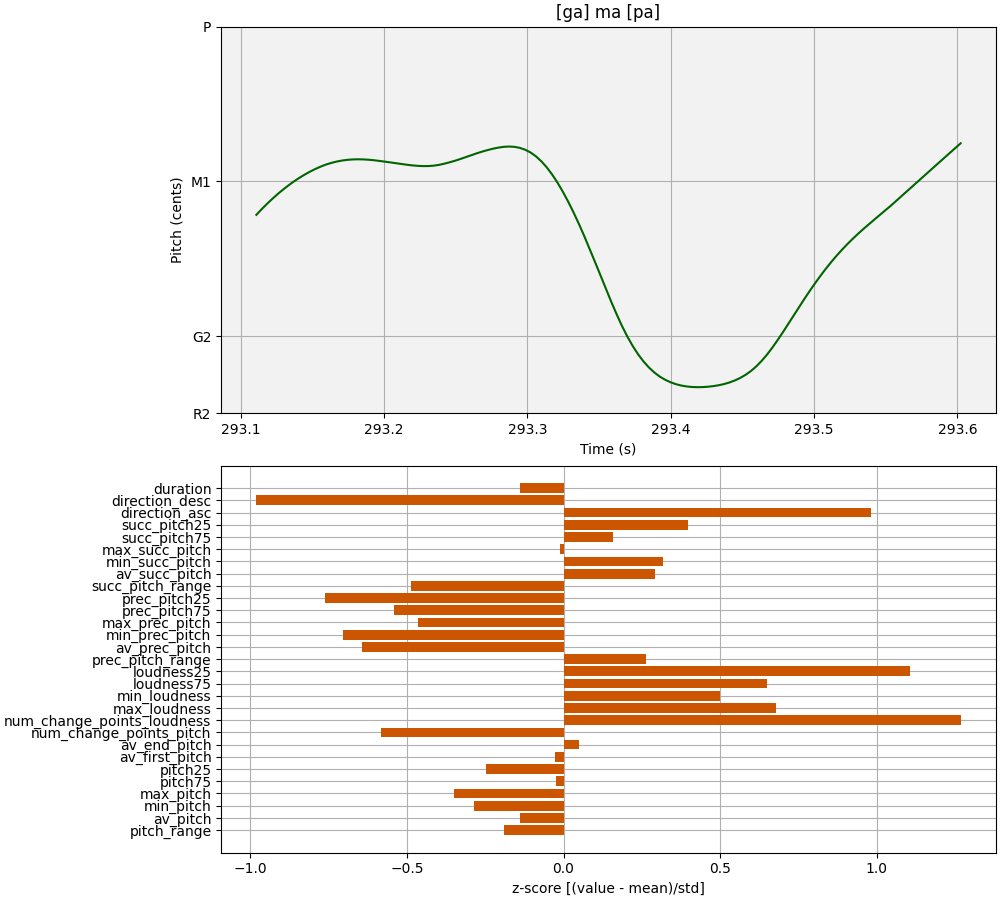 [ga] ma [pa]
P
M1
G2
R2
Pitch (cents)
293.1 293.2 293.3 293.4 293.5 293.6
Time (s)
duration
direction_desc
direction_asc
succ_pitch25
succ_pitch75
max_succ_pitch
min_succ_pitch
av_succ_pitch
succ_pitch_range
prec_pitch25
prec_pitch75
max_prec_pitch
min_prec_pitch
av_prec_pitch
prec_pitch_range
loudness25
loudness75
min_loudness
max_loudness
num_change_points_loudness
num_change_points_pitch
av_end_pitch
av_first_pitch
pitch25
pitch75
max_pitch
min_pitch
av_pitch
pitch_range
−1.0 −0.5 0.0 0.5 1.0
z-score [(value - mean)/std]